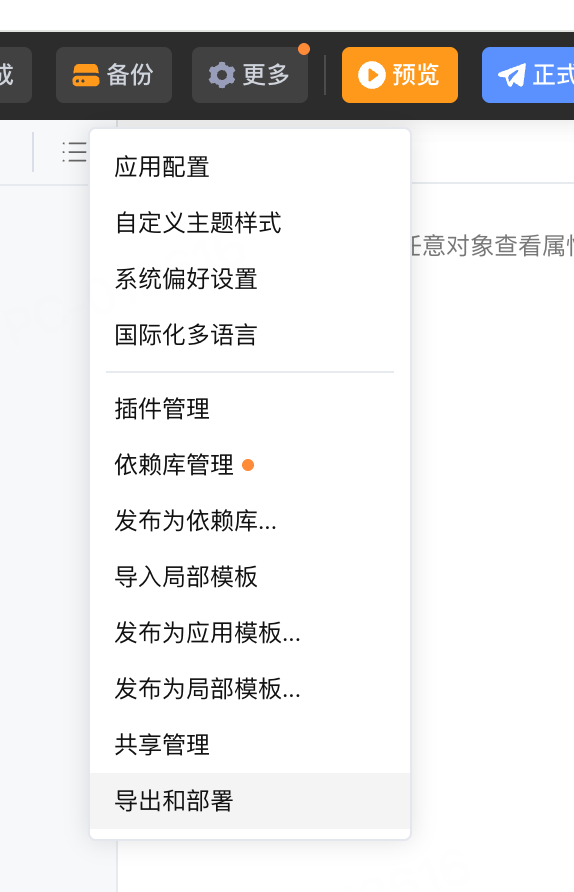 成
备份
更多
预览
正式
应用配置
自定义主题样式
系统偏好设置
国际化多语言
任意对象查看属性
插件管理
依赖库管理
发布为依赖库...
导入局部模板
发布为应用模板...
发布为局部模板...
共享管理
导出和部署